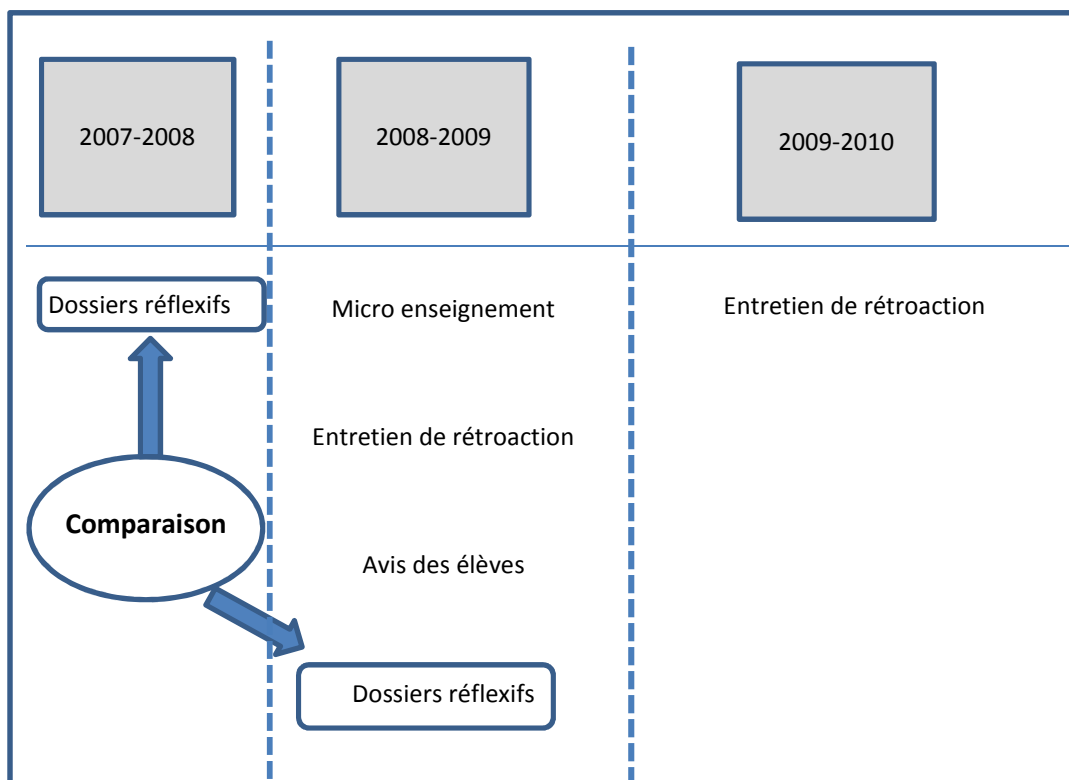 2007-2008
2008-2009
2009-2010
Dossiers réflexifs
Micro enseignement
Entretien de rétroaction
Entretien de rétroaction
Comparaison
Avis des élèves
Dossiers réflexifs